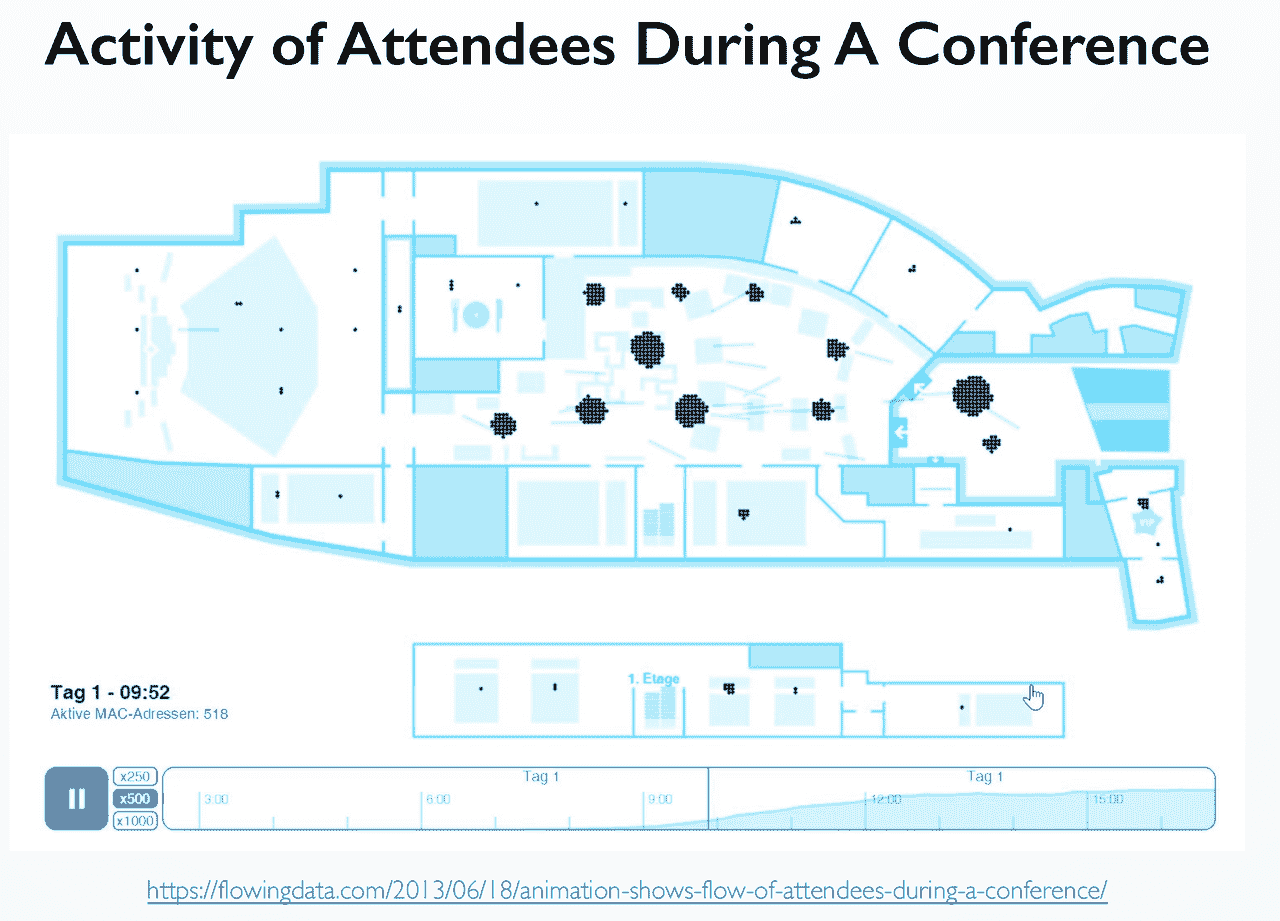 Activity of Attendees During A Conference
VIP
1. Etage
Tag 1 - 09:52
Aktive MAC-Adressen: 518
x250
x500
x1000
Tag 1 Tag 1
3:00 6:00 9:00 12:00 15:00
https://flowingdata.com/2013/06/18/animation-shows-flow-of-attendees-during-a-conference/